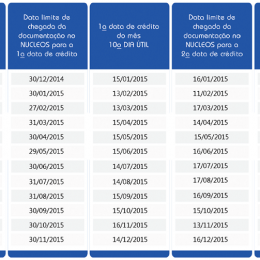 Data limite de
chegada da
documentação no
NUCLEOS para a
1ª data de crédito
1ª data de crédito
do mês
10º DIA ÚTIL
Data limite de
chegada da
documentação no
NUCLEOS para a
2ª data de crédito
30/12/2014 15/01/2015 16/01/2015
30/01/2015 13/02/2015 11/02/2015
27/02/2015 13/03/2015 17/03/2015
31/03/2015 15/04/2015 14/04/2015
30/04/2015 15/05/2015 15/05/2015
29/05/2015 15/06/2015 16/06/2015
30/06/2015 14/07/2015 17/07/2015
31/07/2015 14/08/2015 17/08/2015
31/08/2015 15/09/2015 16/09/2015
30/09/2015 15/10/2015 15/10/2015
30/10/2015 16/11/2015 13/11/2015
30/11/2015 14/12/2015 16/12/2015